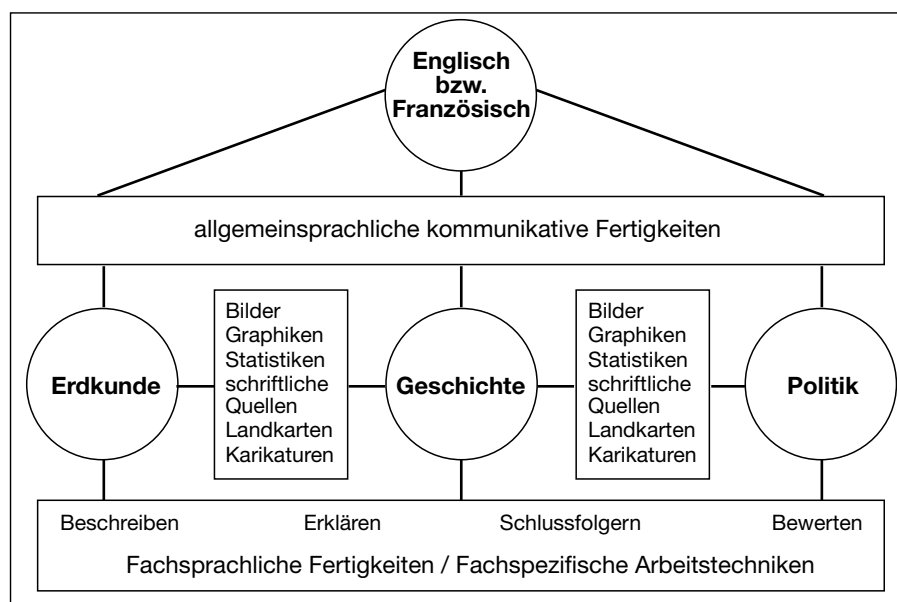 Englisch
bzw.
Französisch
allgemeinsprachliche kommunikative Fertigkeiten
Erdkunde
Bilder
Graphiken
Statistiken
schriftliche
Quellen
Landkarten
Karikaturen
Geschichte
Bilder
Graphiken
Statistiken
schriftliche
Quellen
Landkarten
Karikaturen
Politik
Beschreiben Erklären Schlussfolgern Bewerten
Fachsprachliche Fertigkeiten / Fachspezifische Arbeitstechniken